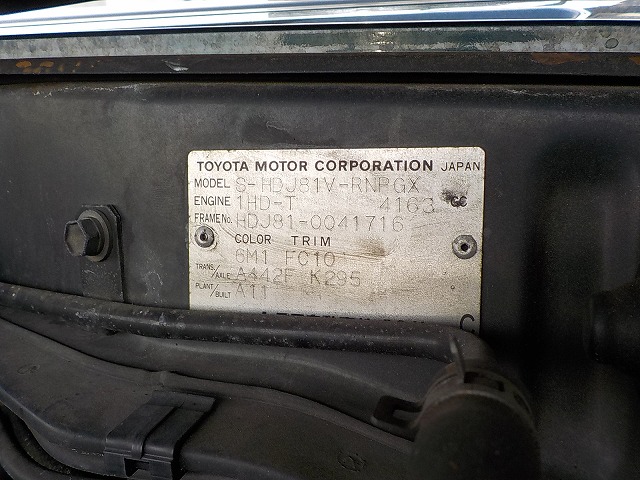 TOYOTA MOTOR CORPORATION JAPAN
MODEL S-HDJ81V-RNPGX
ENGINE 1HD-T 4163 CC
FRAME No. HDJ81-0041716
COLOR TRIM
6M1 FC10
TRANS./AXLE A442F K295
PLANT/BUILT A11
C